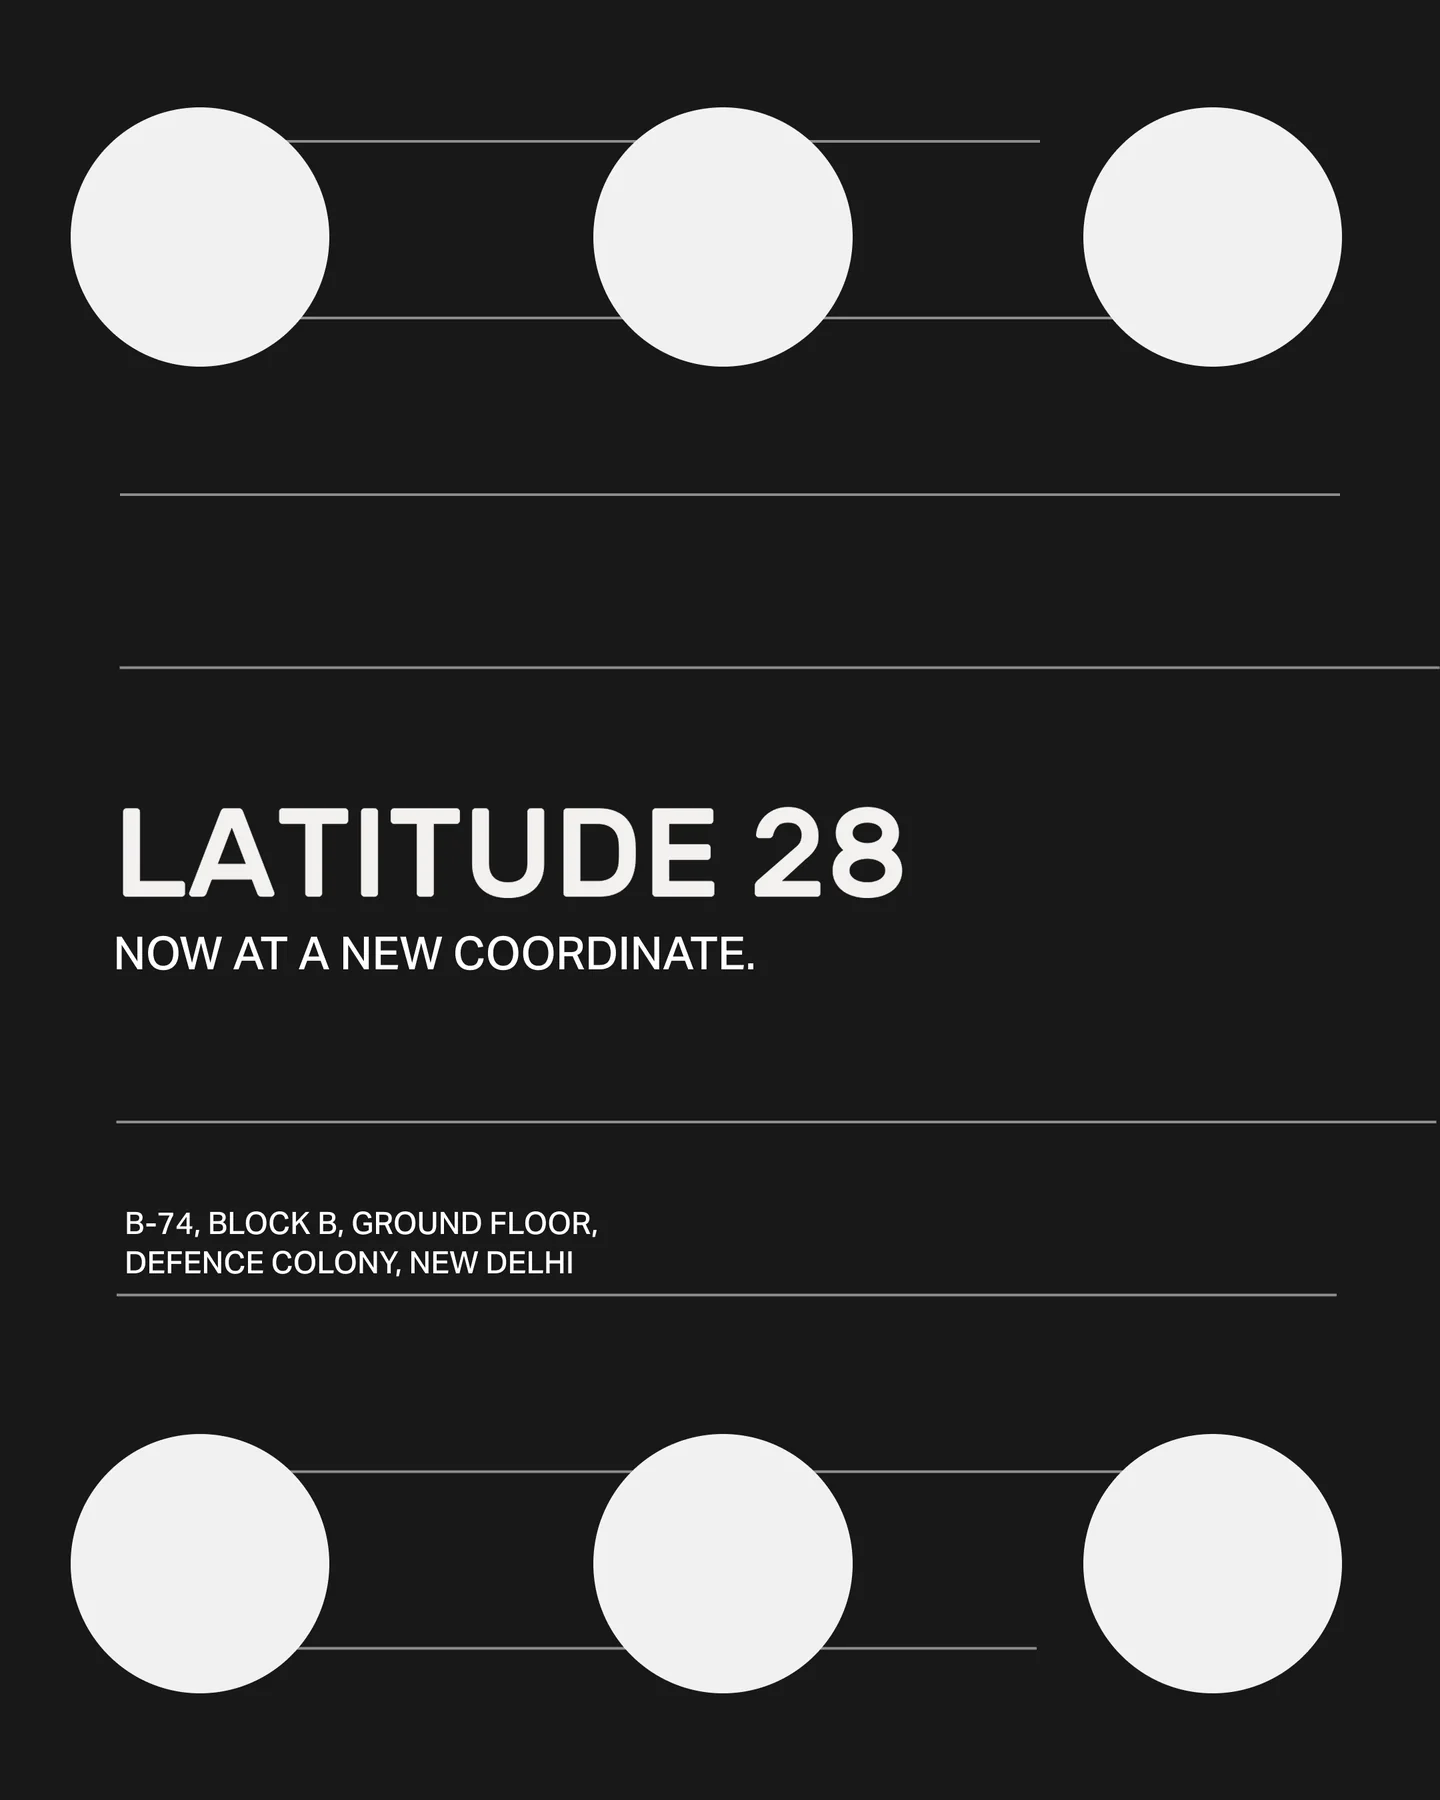 LATITUDE 28
NOW AT A NEW COORDINATE.
B-74, BLOCK B, GROUND FLOOR,
DEFENCE COLONY, NEW DELHI